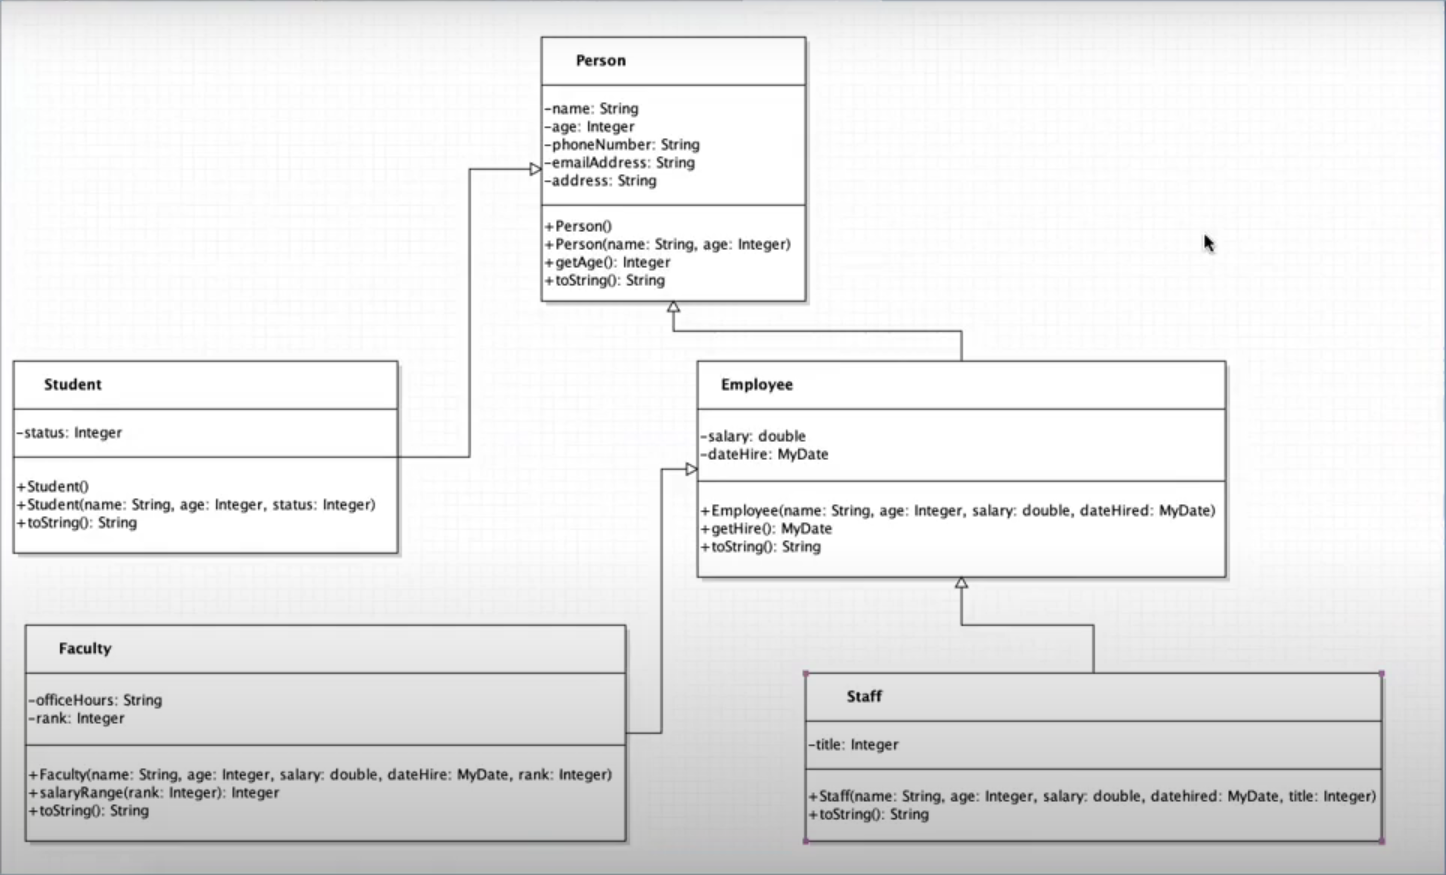 Person
-name: String
-age: Integer
-phoneNumber: String
-emailAddress: String
-address: String
+Person()
+Person(name: String, age: Integer)
+getAge(): Integer
+toString(): String
Student
-status: Integer
+Student()
+Student(name: String, age: Integer, status: Integer)
+toString(): String
Employee
-salary: double
-dateHire: MyDate
+Employee(name: String, age: Integer, salary: double, dateHired: MyDate)
+getHire(): MyDate
+toString(): String
Faculty
-officeHours: String
-rank: Integer
+Faculty(name: String, age: Integer, salary: double, dateHire: MyDate, rank: Integer)
+salaryRange(rank: Integer): Integer
+toString(): String
Staff
-title: Integer
+Staff(name: String, age: Integer, salary: double, datehired: MyDate, title: Integer)
+toString(): String